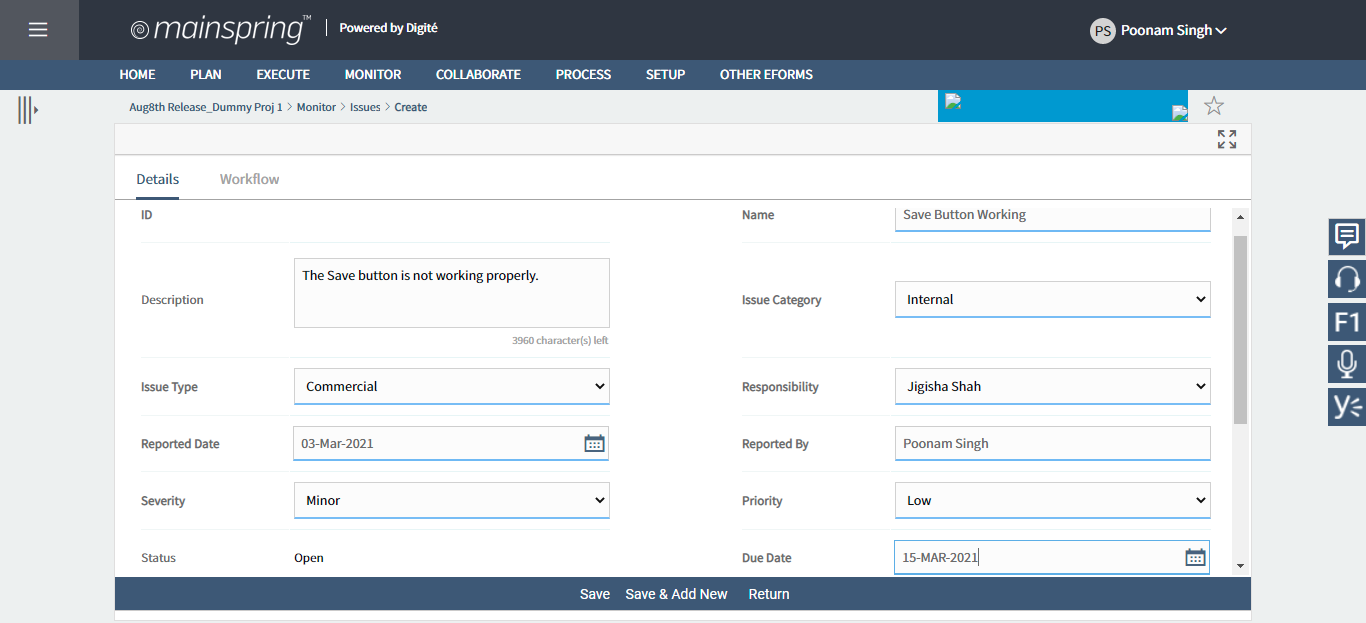 mainspring™ Powered by Digité
PS Poonam Singh
HOME PLAN EXECUTE MONITOR COLLABORATE PROCESS SETUP OTHER EFORMS
Aug8th Release_Dummy Proj 1 > Monitor > Issues > Create
Details Workflow
ID Name Save Button Working
Description The Save button is not working properly. Issue Category Internal
3960 character(s) left
Issue Type Commercial Responsibility Jigisha Shah
Reported Date 03-Mar-2021 Reported By Poonam Singh
Severity Minor Priority Low
Status Open Due Date 15-MAR-2021
Save Save & Add New Return
F1